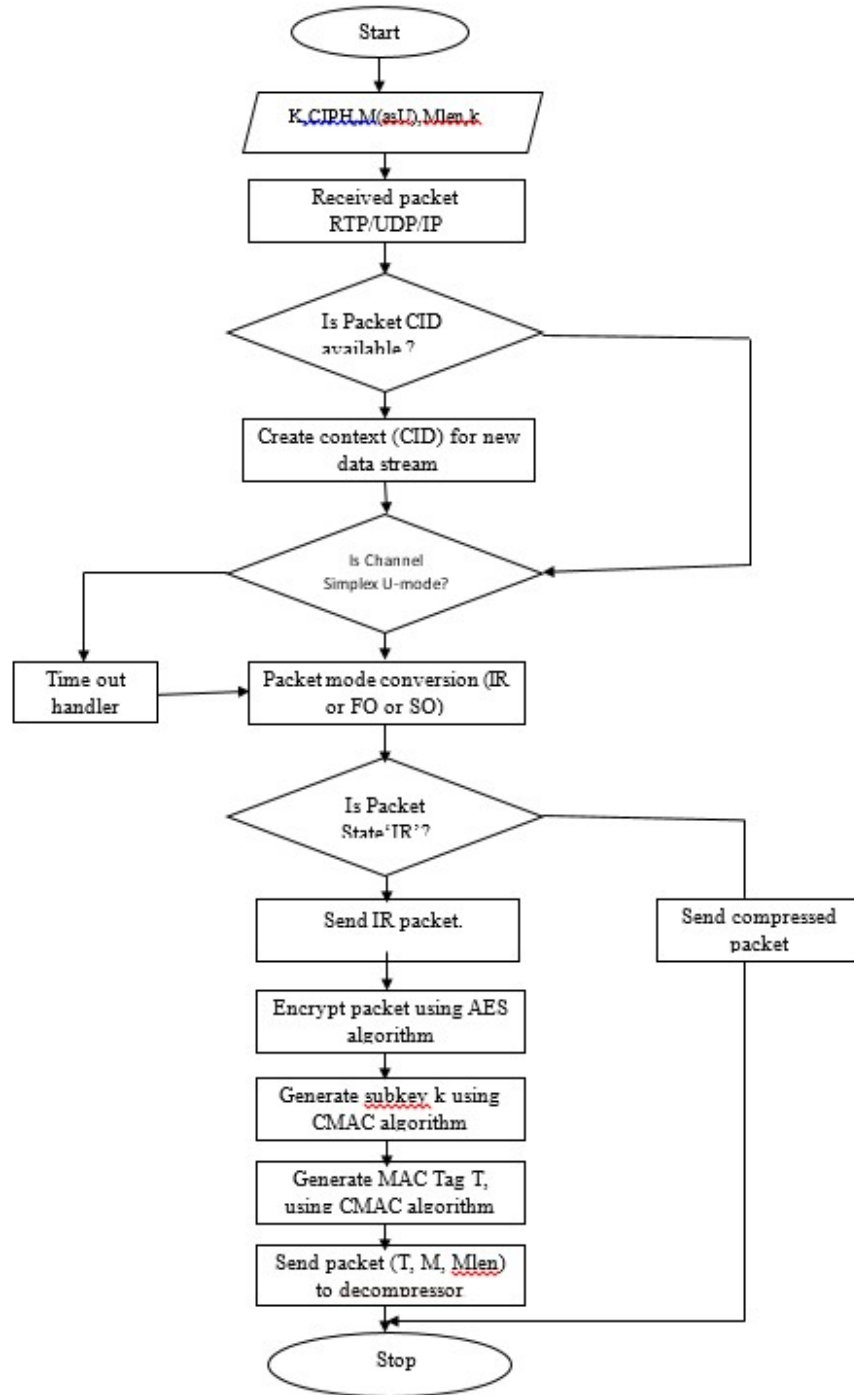 Start
K,CIPH,M(asU),Mlen,k
Received packet
RTP/UDP/IP
Is Packet CID
available ?
Create context (CID) for new
data stream
Is Channel
Simplex U-mode?
Time out
handler
Packet mode conversion (IR
or FO or SO)
Is Packet
State‘IR’?
Send IR packet.
Send compressed
packet
Encrypt packet using AES
algorithm
Generate subkey k using
CMAC algorithm
Generate MAC Tag T,
using CMAC algorithm
Send packet (T, M, Mlen)
to decompressor
Stop